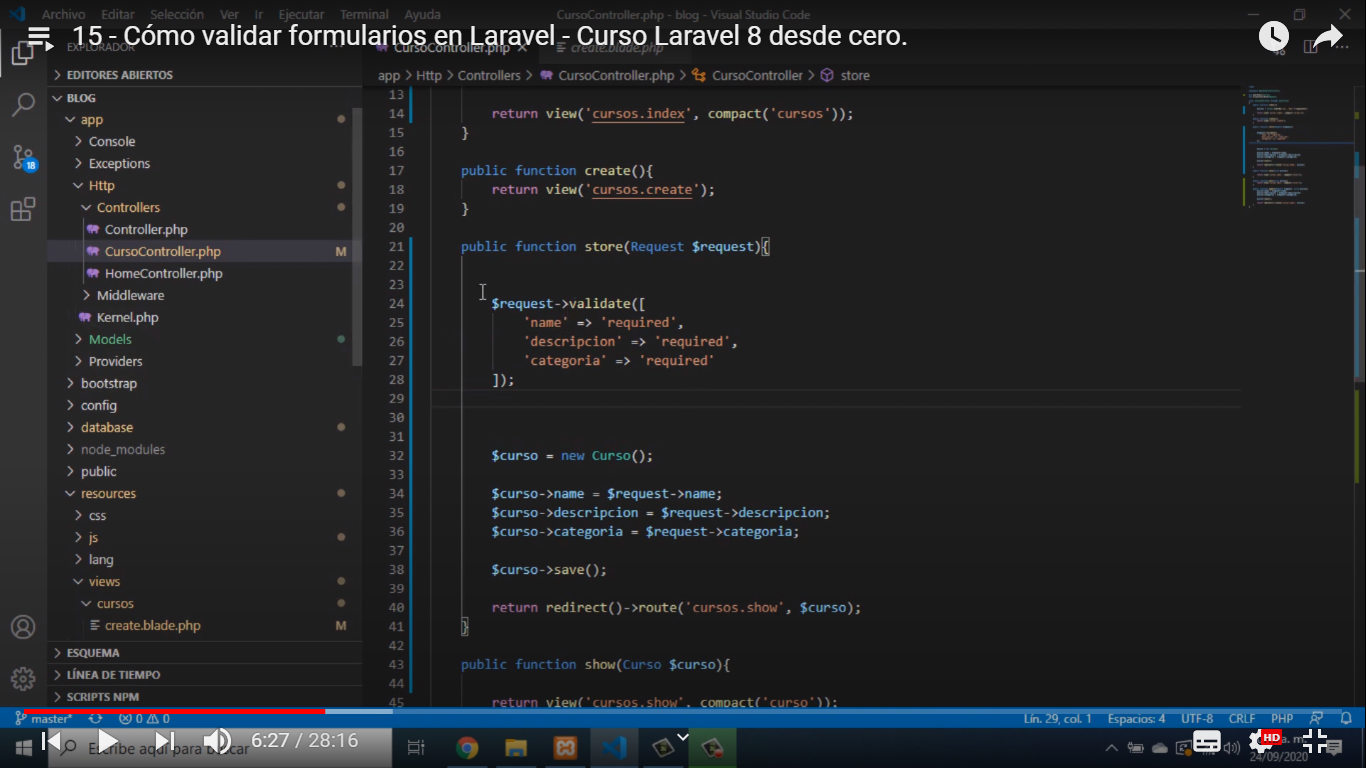 Archivo Editar Selección Ver Ir Ejecutar Terminal Ayuda CursoController.php - blog - Visual Studio Code
15 - Cómo validar formularios en Laravel - Curso Laravel 8 desde cero.
EXPLORADOR
CursoController.php create.blade.php
EDITORES ABIERTOS
app > Http > Controllers > CursoController.php > CursoController > store
BLOG
app
Console
Exceptions
Http
Controllers
Controller.php
CursoController.php M
HomeController.php
Middleware
Kernel.php
Models
Providers
bootstrap
config
database
node_modules
public
resources
css
js
lang
views
cursos
create.blade.php M
ESQUEMA
LÍNEA DE TIEMPO
SCRIPTS NPM
18
13
14 return view('cursos.index', compact('cursos'));
15 }
16
17 public function create(){
18 return view('cursos.create');
19 }
20
21 public function store(Request $request){
22
23
24 $request->validate([
25 'name' => 'required',
26 'descripcion' => 'required',
27 'categoria' => 'required'
28 ]);
29
30
31
32 $curso = new Curso();
33
34 $curso->name = $request->name;
35 $curso->descripcion = $request->descripcion;
36 $curso->categoria = $request->categoria;
37
38 $curso->save();
39
40 return redirect()->route('cursos.show', $curso);
41 }
42
43 public function show(Curso $curso){
44
45 return view('cursos.show', compact('curso'));
master* 0 0 Lín. 29, col. 1 Espacios: 4 UTF-8 CRLF PHP
Escribe aquí para buscar
6:27 / 28:16
HD
24/09/2020